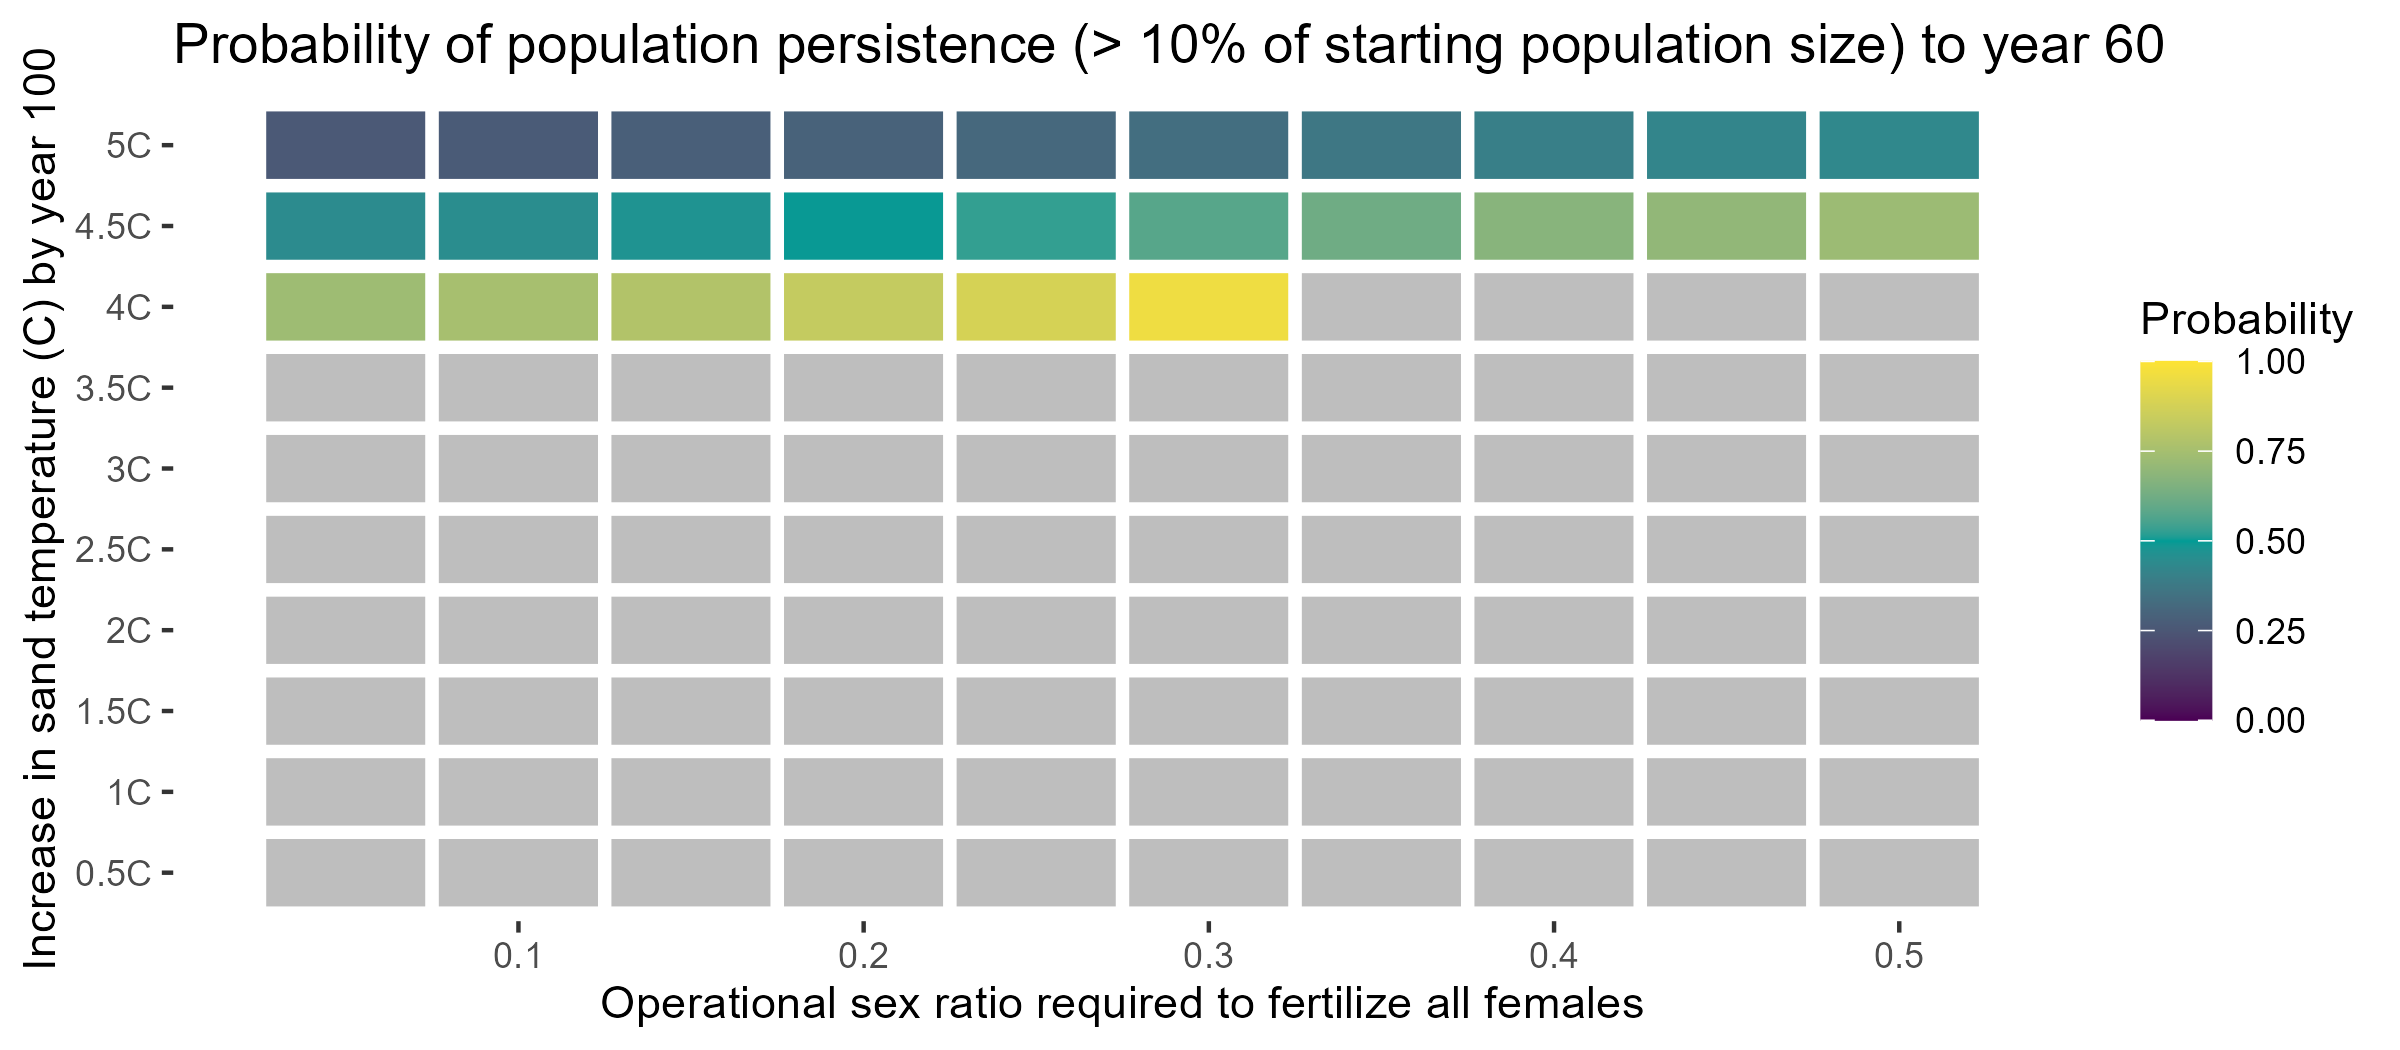 Probability of population persistence (> 10% of starting population size) to year 60
Increase in sand temperature (C) by year 100
5C
4.5C
4C
3.5C
3C
2.5C
2C
1.5C
1C
0.5C
0.1 0.2 0.3 0.4 0.5
Operational sex ratio required to fertilize all females
Probability
1.00
0.75
0.50
0.25
0.00